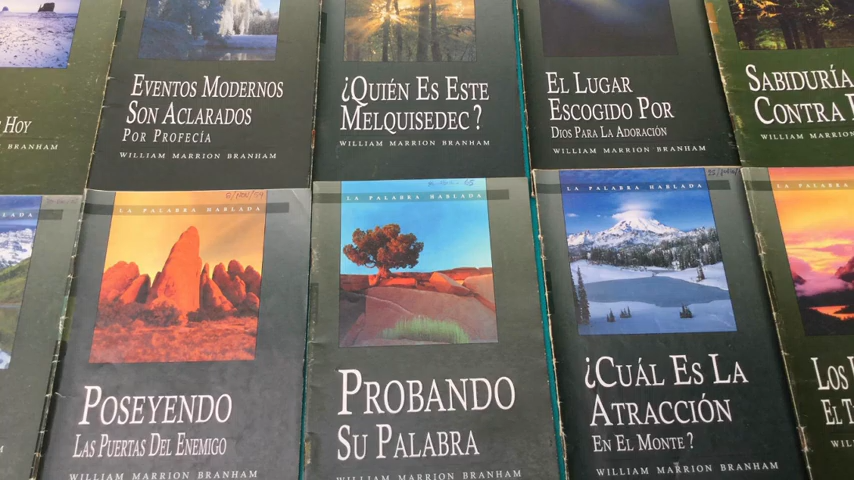 HOY
EVENTOS MODERNOS
SON ACLARADOS
POR PROFECÍA
WILLIAM MARRION BRANHAM
¿QUIÉN ES ESTE
MELQUISEDEC?
WILLIAM MARRION BRANHAM
EL LUGAR
ESCOGIDO POR
DIOS PARA LA ADORACIÓN
WILLIAM MARRION BRANHAM
SABIDURÍA
CONTRA
WILLIAM MARRION
LA PALABRA HABLADA
POSEYENDO
LAS PUERTAS DEL ENEMIGO
WILLIAM MARRION BRANHAM
LA PALABRA HABLADA
PROBANDO
SU PALABRA
WILLIAM MARRION BRANHAM
LA PALABRA HABLADA
¿CUÁL ES LA
ATRACCIÓN
EN EL MONTE?
WILLIAM MARRION BRANHAM
LA PALABRA
LOS
EL
W